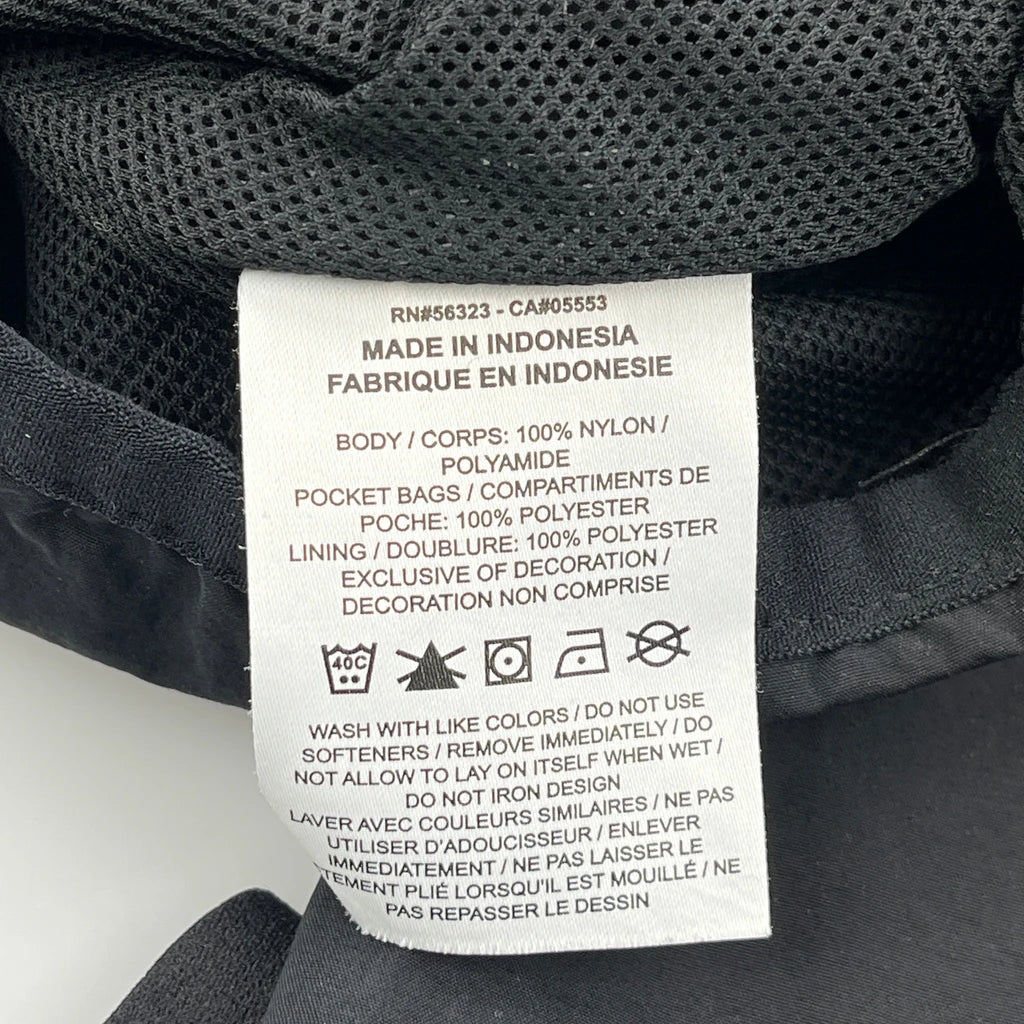 RN#56323 - CA#05553
MADE IN INDONESIA
FABRIQUE EN INDONESIE
BODY / CORPS: 100% NYLON /
POLYAMIDE
POCKET BAGS / COMPARTIMENTS DE
POCHE: 100% POLYESTER
LINING / DOUBLURE: 100% POLYESTER
EXCLUSIVE OF DECORATION /
DECORATION NON COMPRISE
40C
WASH WITH LIKE COLORS / DO NOT USE
SOFTENERS / REMOVE IMMEDIATELY / DO
NOT ALLOW TO LAY ON ITSELF WHEN WET /
DO NOT IRON DESIGN
LAVER AVEC COULEURS SIMILAIRES / NE PAS
UTILISER D'ADOUCISSEUR / ENLEVER
IMMEDIATEMENT / NE PAS LAISSER LE
PLIÉ LORSQU'IL EST MOUILLÉ / NE
PAS REPASSER LE DESSIN